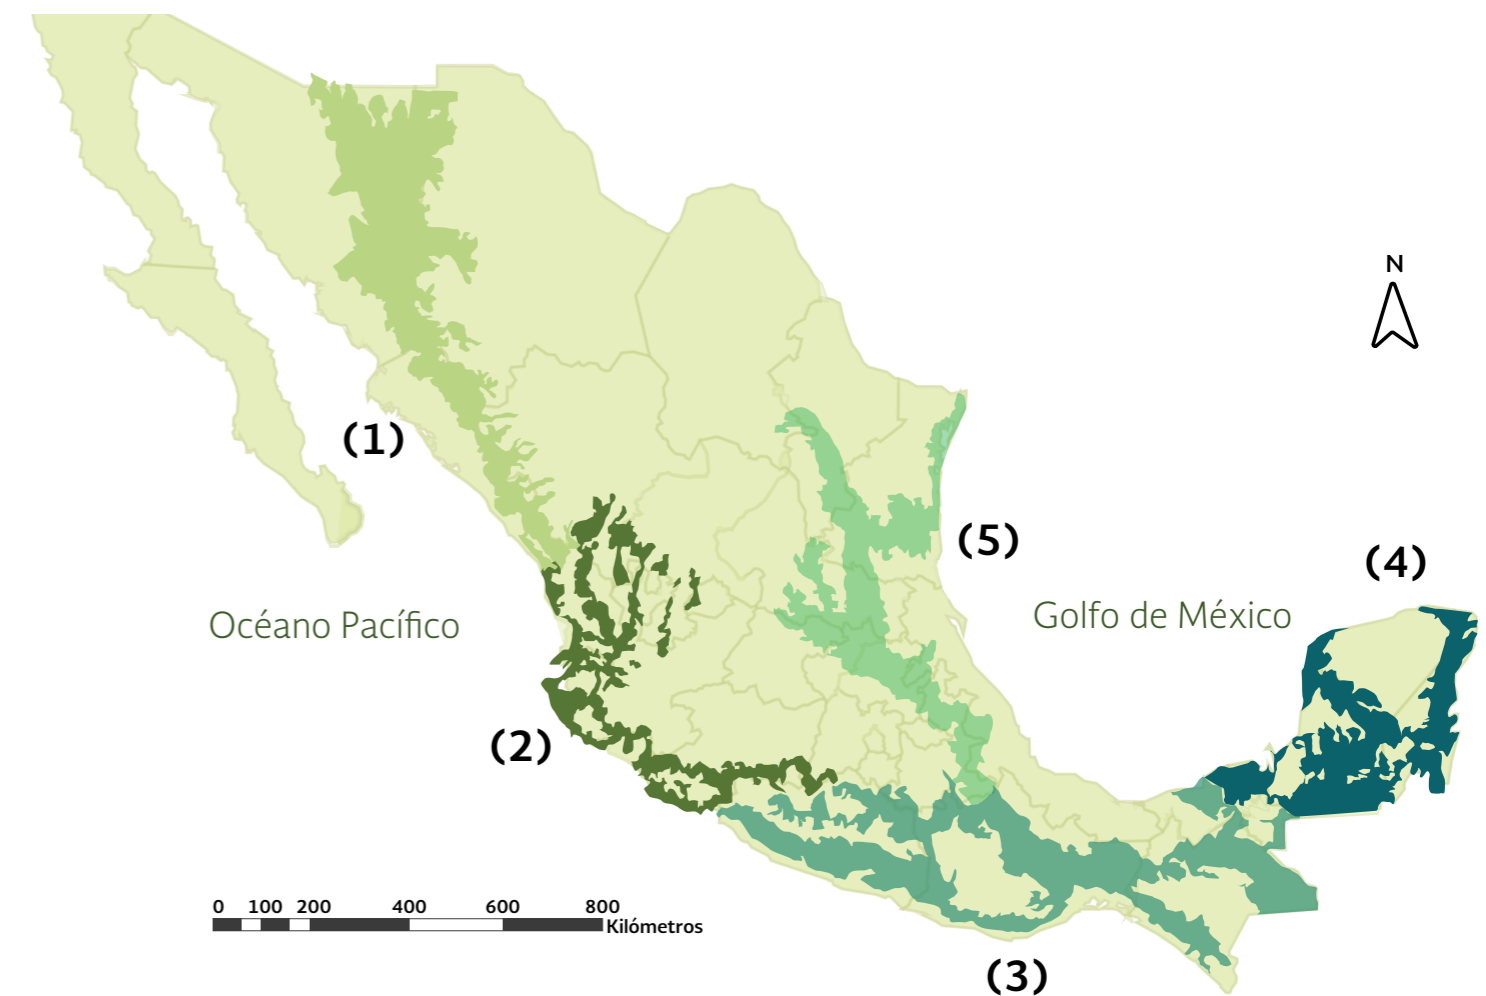 N
(1)
(5)
(4)
Océano Pacífico
Golfo de México
(2)
0 100 200 400 600 800
Kilómetros
(3)